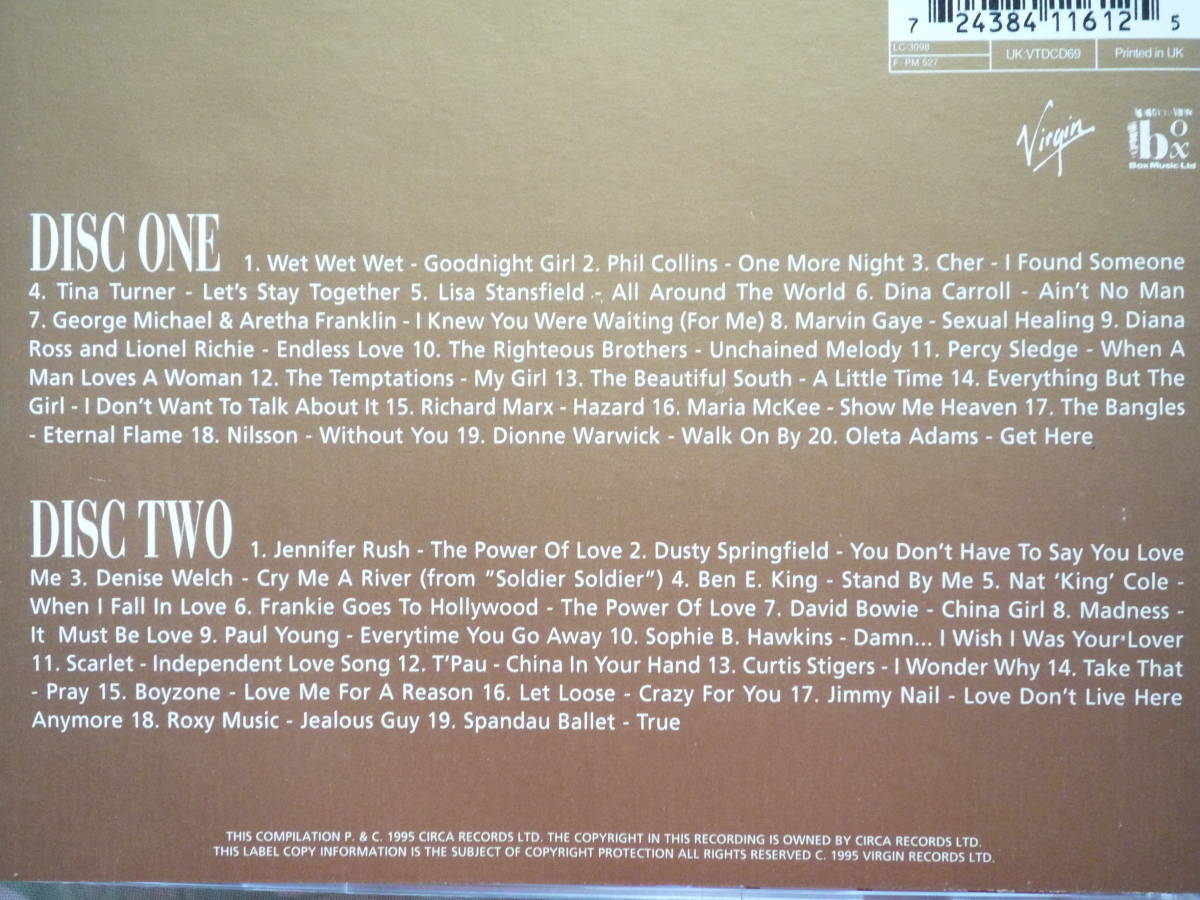 7 24384 11612 5
LC 3098
F: PM 527
UK:VTDCD69
Printed in UK
Virgin
box
Box Music Ltd
DISC ONE 1. Wet Wet Wet - Goodnight Girl 2. Phil Collins - One More Night 3. Cher - I Found Someone
4. Tina Turner - Let's Stay Together 5. Lisa Stansfield - All Around The World 6. Dina Carroll - Ain't No Man
7. George Michael & Aretha Franklin - I Knew You Were Waiting (For Me) 8. Marvin Gaye - Sexual Healing 9. Diana
Ross and Lionel Richie - Endless Love 10. The Righteous Brothers - Unchained Melody 11. Percy Sledge - When A
Man Loves A Woman 12. The Temptations - My Girl 13. The Beautiful South - A Little Time 14. Everything But The
Girl - I Don't Want To Talk About It 15. Richard Marx - Hazard 16. Maria McKee - Show Me Heaven 17. The Bangles
- Eternal Flame 18. Nilsson - Without You 19. Dionne Warwick - Walk On By 20. Oleta Adams - Get Here
DISC TWO 1. Jennifer Rush - The Power Of Love 2. Dusty Springfield - You Don't Have To Say You Love
Me 3. Denise Welch - Cry Me A River (from "Soldier Soldier") 4. Ben E. King - Stand By Me 5. Nat 'King' Cole -
When I Fall In Love 6. Frankie Goes To Hollywood - The Power Of Love 7. David Bowie - China Girl 8. Madness -
It Must Be Love 9. Paul Young - Everytime You Go Away 10. Sophie B. Hawkins - Damn... I Wish I Was Your Lover
11. Scarlet - Independent Love Song 12. T'Pau - China In Your Hand 13. Curtis Stigers - I Wonder Why 14. Take That
- Pray 15. Boyzone - Love Me For A Reason 16. Let Loose - Crazy For You 17. Jimmy Nail - Love Don't Live Here
Anymore 18. Roxy Music - Jealous Guy 19. Spandau Ballet - True
THIS COMPILATION P. & C. 1995 CIRCA RECORDS LTD. THE COPYRIGHT IN THIS RECORDING IS OWNED BY CIRCA RECORDS LTD.
THIS LABEL COPY INFORMATION IS THE SUBJECT OF COPYRIGHT PROTECTION ALL RIGHTS RESERVED C. 1995 VIRGIN RECORDS LTD.